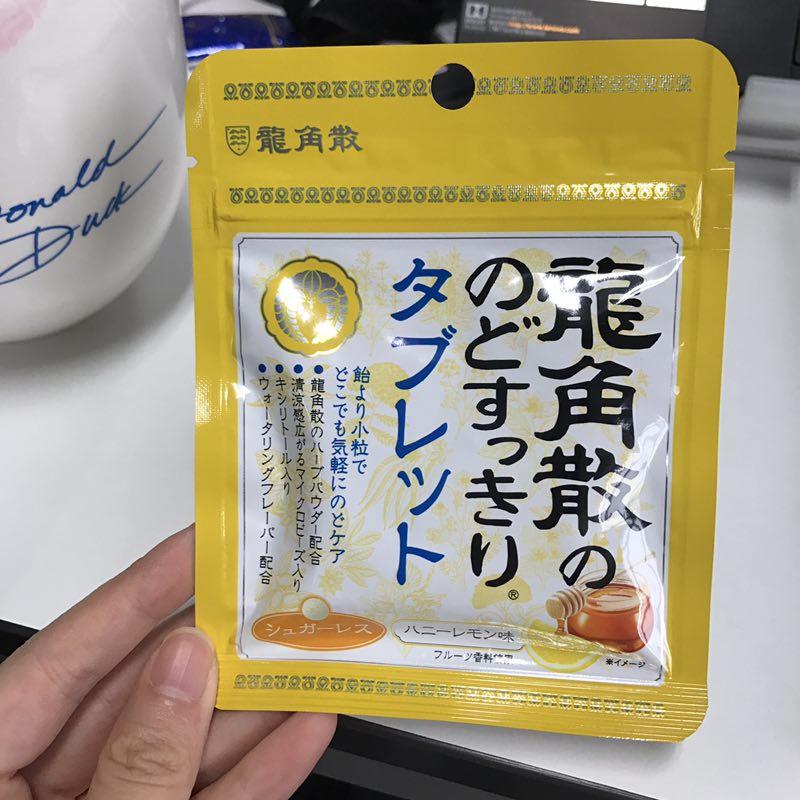 Donald
Duck
龍角散
龍角散の
のどすっきり®
タブレット
飴より小粒で
どこでも気軽にのどケア
●龍角散のハーブパウダー配合
●清涼感広がるマイクロビーズ入り
●キシリトール入り
●ウォータリングフレーバー配合
シュガーレス
ハニーレモン味
フルーツ香料使用
※イメージ